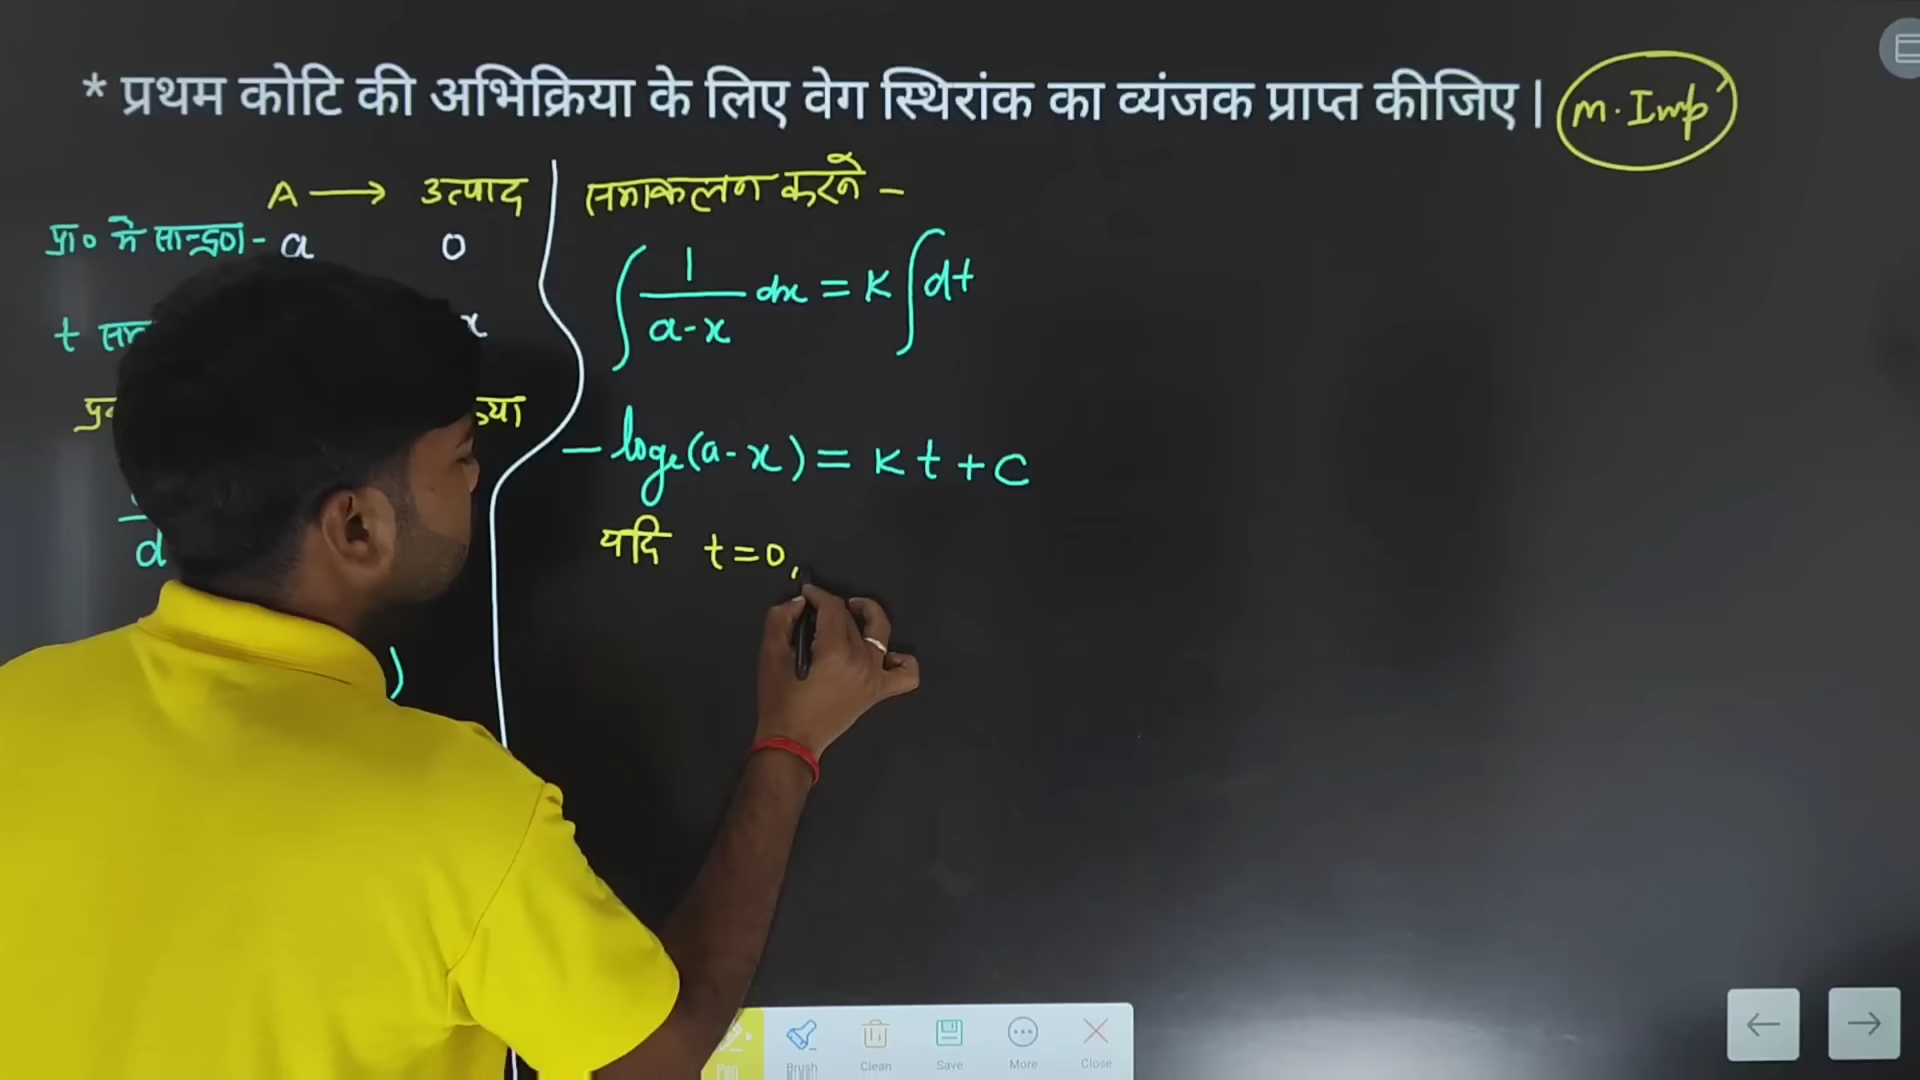 * प्रथम कोटि की अभिक्रिया के लिए वेग स्थिरांक का व्यंजक प्राप्त कीजिए | m. Imp
A ⟶ उत्पाद
प्रा० मे सान्द्रता - a 0
t x
d
)
समाकलन करने -
∫ 1/(a-x) dx = K ∫ dt
- loge(a-x) = Kt + C
यदि t=0,
Pen Brush Clean Save More Close